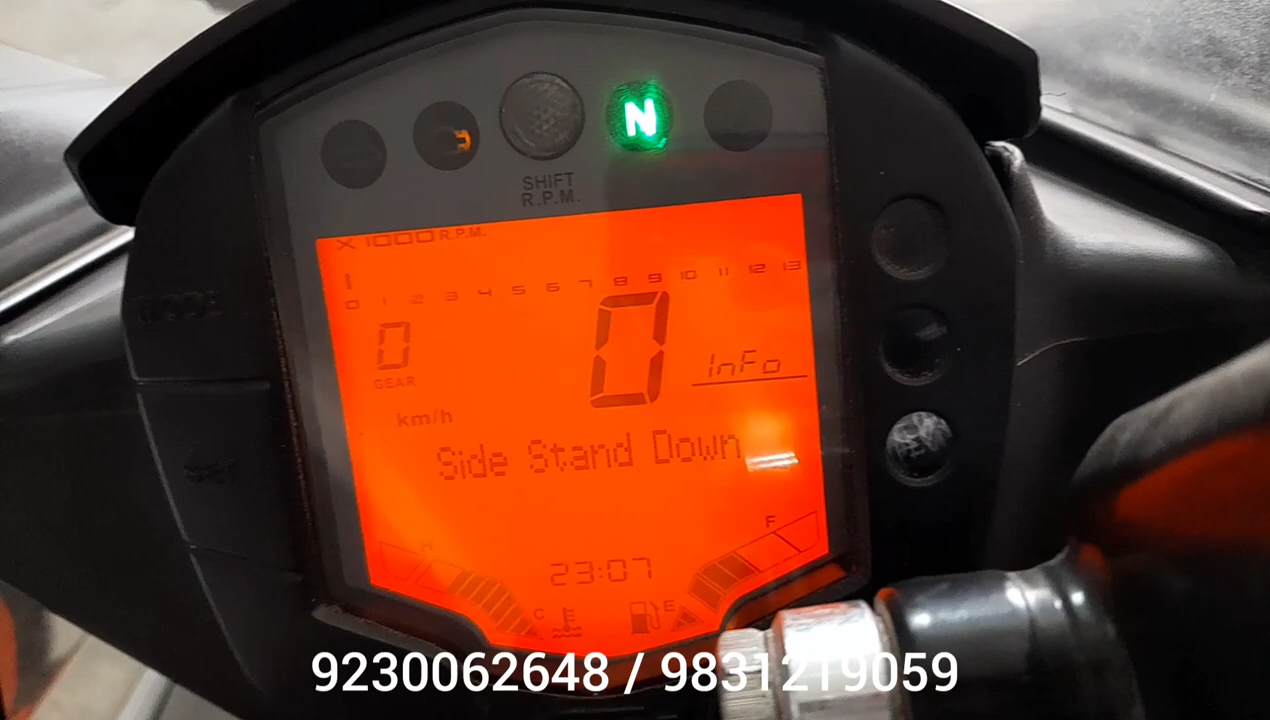 N
SHIFT
R.P.M.
X 1000 R.P.M.
0 1 2 3 4 5 6 7 8 9 10 11 12 13
0
GEAR
0
InFo
km/h
Side Stand Down
F
H
23:07
C
E
9230062648 / 9831219059